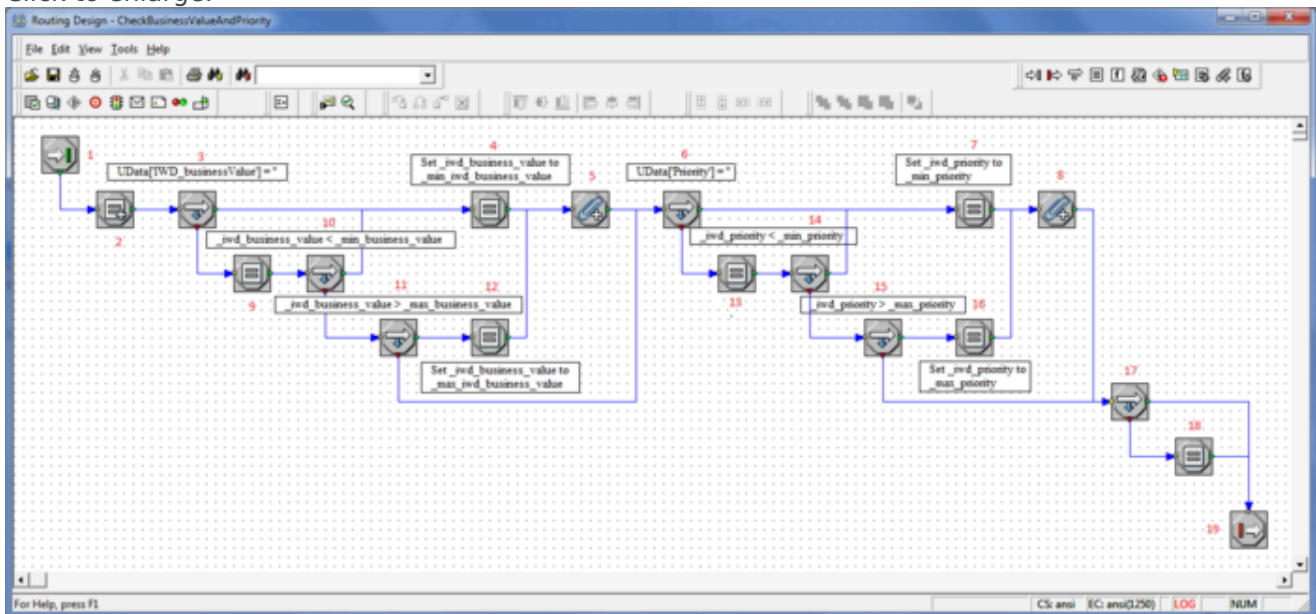 Click to enlarge.
Routing Design - CheckBusinessValueAndPriority
File Edit View Tools Help
1
3
UData['IWD_businessValue'] = ''
4
Set _iwd_business_value to
_min_iwd_business_value
5
6
UData['Priority'] = ''
7
Set _iwd_priority to
_min_priority
8
2
10
_iwd_business_value < _min_business_value
14
_iwd_priority < _min_priority
9
11
_iwd_business_value > _max_business_value
12
13
15
_iwd_priority > _max_priority
16
Set _iwd_business_value to
_max_iwd_business_value
Set _iwd_priority to
_max_priority
17
18
19
For Help, press F1
CS: ansi
EC: ansi(1250)
LOG
NUM